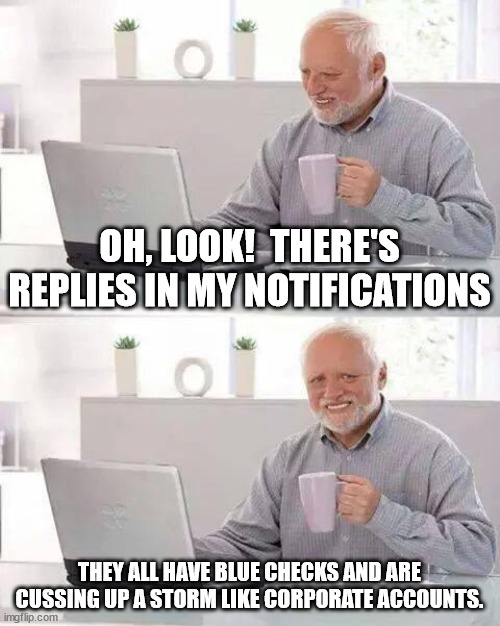 OH, LOOK!  THERE'S
REPLIES IN MY NOTIFICATIONS
THEY ALL HAVE BLUE CHECKS AND ARE
CUSSING UP A STORM LIKE CORPORATE ACCOUNTS.
imgflip.com